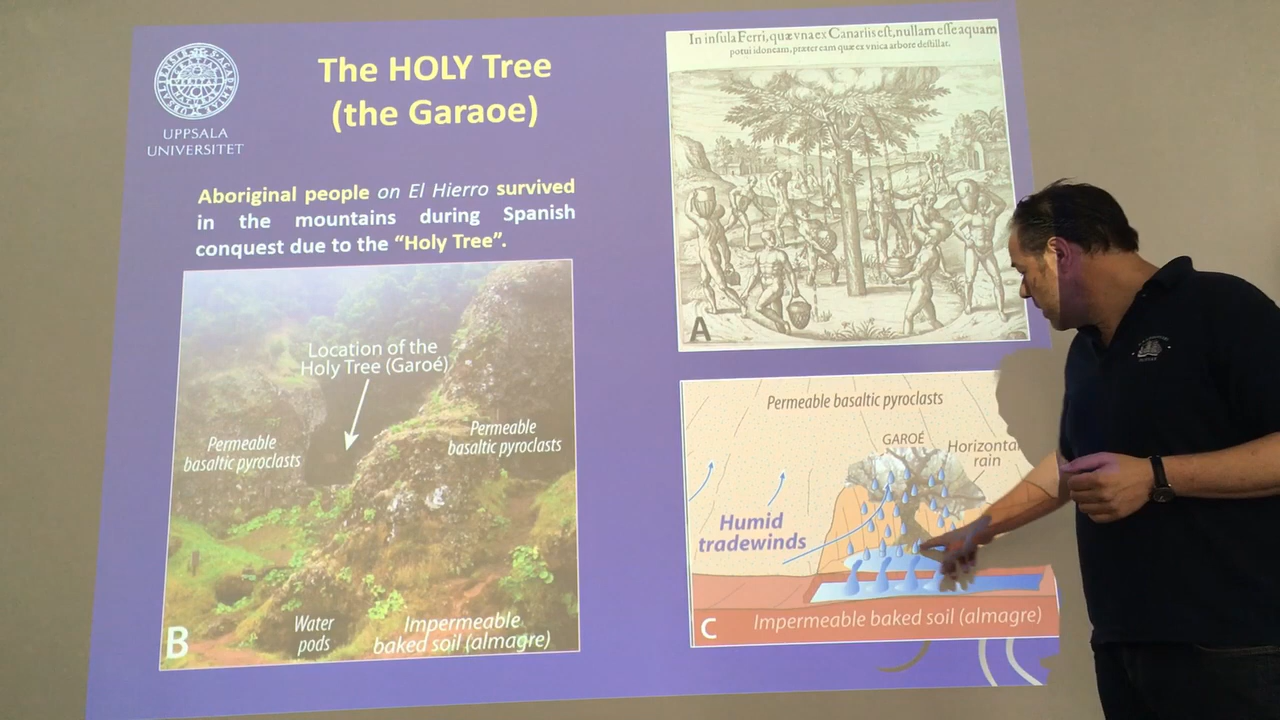 UPPSALA
UNIVERSITET
The HOLY Tree
(the Garaoe)
Aboriginal people on El Hierro survived
in the mountains during Spanish
conquest due to the “Holy Tree”.
In insula Ferri, quæ vna ex Canariis est, nullam esse aquam
potui idoneam, præter eam quæ ex vnica arbore destillat.
A
Location of the
Holy Tree (Garoé)
Permeable
basaltic pyroclasts
Permeable
basaltic pyroclasts
Water
pods
Impermeable
baked soil (almagre)
B
Permeable basaltic pyroclasts
GAROÉ
Horizontal
rain
Humid
tradewinds
Impermeable baked soil (almagre)
C